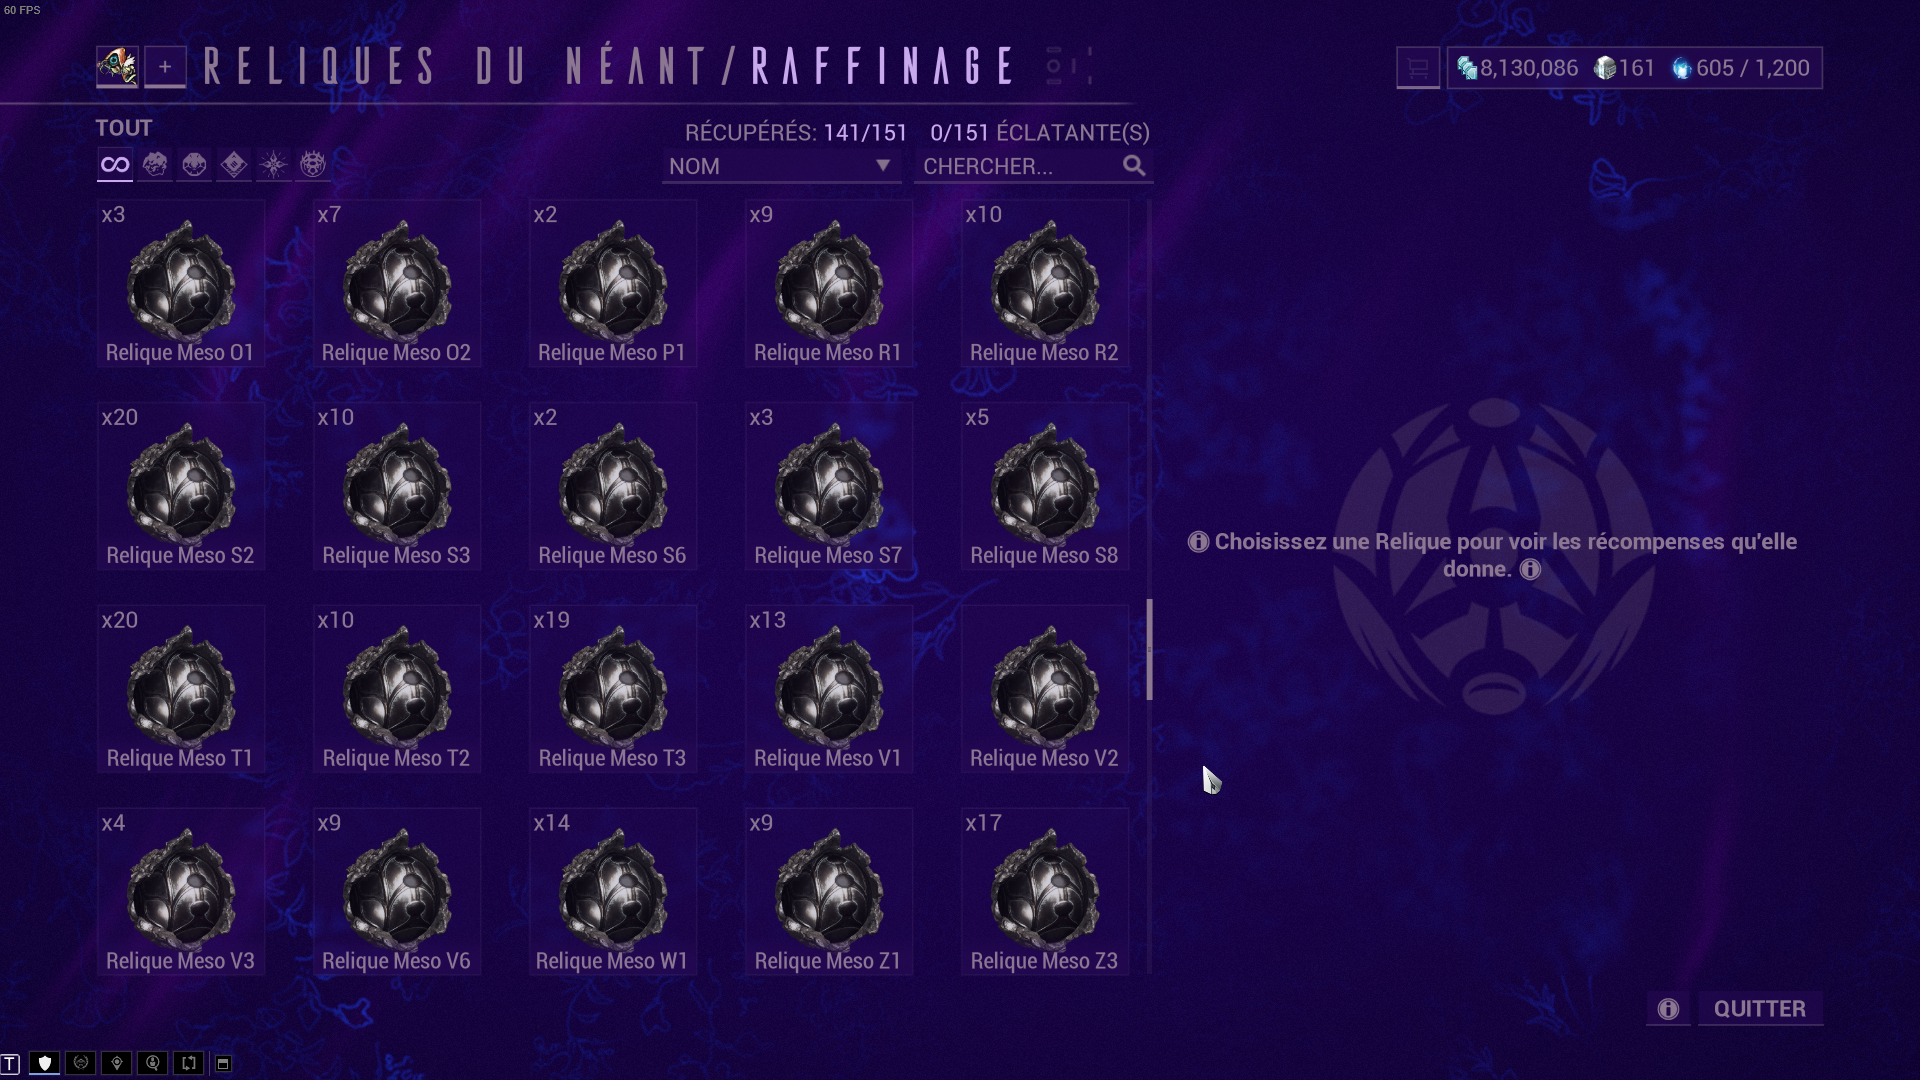 60 FPS
+
RELIQUES DU NÉANT/RAFFINAGE
8,130,086 161 605 / 1,200
TOUT
RÉCUPÉRÉS: 141/151 0/151 ÉCLATANTE(S)
NOM
CHERCHER...
x3 x7 x2 x9 x10
Relique Meso O1 Relique Meso O2 Relique Meso P1 Relique Meso R1 Relique Meso R2
x20 x10 x2 x3 x5
Relique Meso S2 Relique Meso S3 Relique Meso S6 Relique Meso S7 Relique Meso S8
x20 x10 x19 x13
Relique Meso T1 Relique Meso T2 Relique Meso T3 Relique Meso V1 Relique Meso V2
x4 x9 x14 x9 x17
Relique Meso V3 Relique Meso V6 Relique Meso W1 Relique Meso Z1 Relique Meso Z3
Choisissez une Relique pour voir les récompenses qu'elle
donne.
QUITTER
T